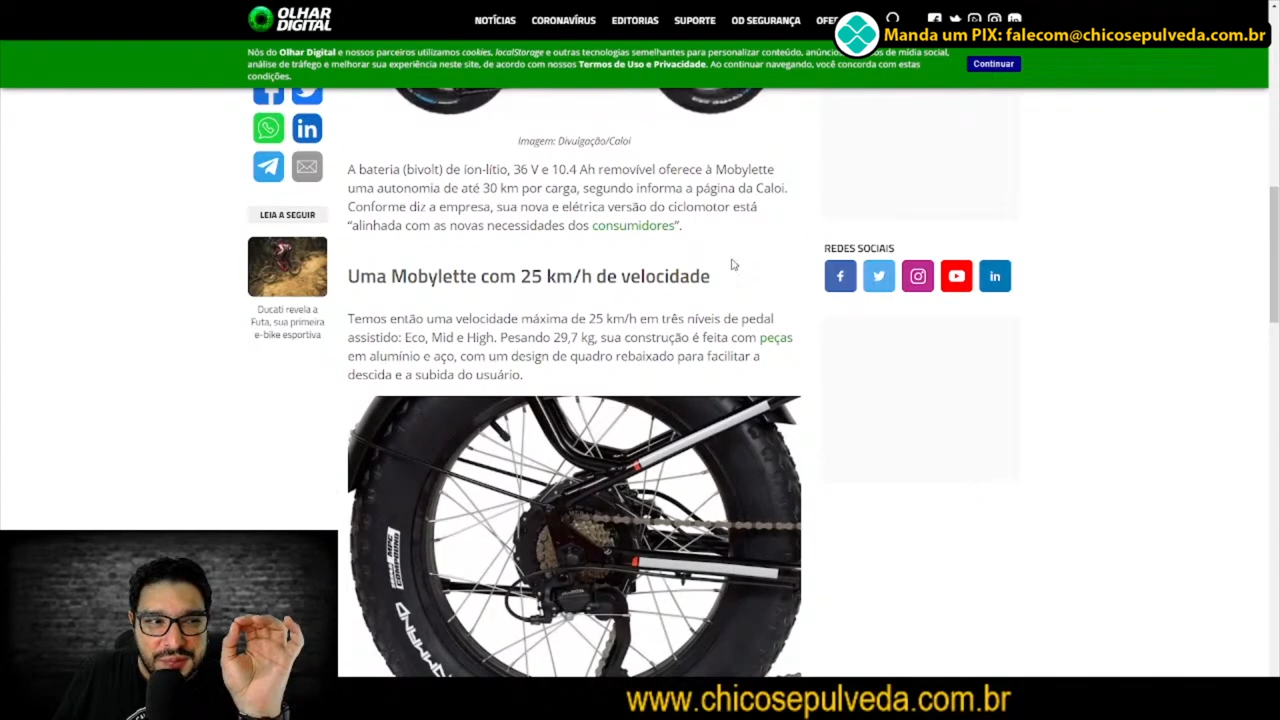 OLHAR
DIGITAL
NOTÍCIAS CORONAVÍRUS EDITORIAS SUPORTE OD SEGURANÇA
Manda um PIX: falecom@chicosepulveda.com.br
Nós do Olhar Digital e nossos parceiros utilizamos cookies, localStorage e outras tecnologias semelhantes para personalizar conteúdo, anúncios de mídia social,
análise de tráfego e melhorar sua experiência neste site, de acordo com nossos Termos de Uso e Privacidade. Ao continuar navegando, você concorda com estas
condições.
Continuar
Imagem: Divulgação/Caloi
A bateria (bivolt) de íon-lítio, 36 V e 10.4 Ah removível oferece à Mobylette
uma autonomia de até 30 km por carga, segundo informa a página da Caloi.
Conforme diz a empresa, sua nova e elétrica versão do ciclomotor está
“alinhada com as novas necessidades dos consumidores”.
LEIA A SEGUIR
Ducati revela a
Futa, sua primeira
e-bike esportiva
REDES SOCIAIS
Uma Mobylette com 25 km/h de velocidade
Temos então uma velocidade máxima de 25 km/h em três níveis de pedal
assistido: Eco, Mid e High. Pesando 29,7 kg, sua construção é feita com peças
em alumínio e aço, com um design de quadro rebaixado para facilitar a
descida e a subida do usuário.
MPC
COMPOUND
www.chicosepulveda.com.br